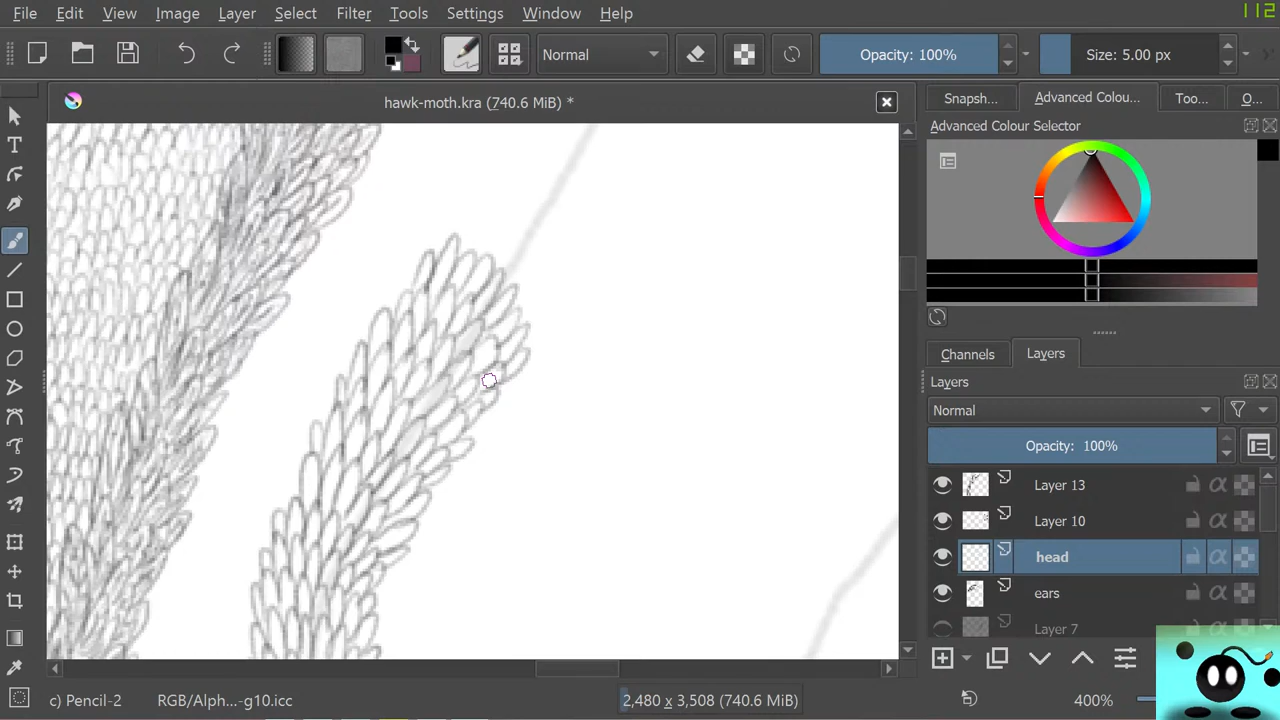 File Edit View Image Layer Select Filter Tools Settings Window Help 112
Normal Opacity: 100% Size: 5.00 px
hawk-moth.kra (740.6 MiB) *
Snapsh... Advanced Colou... Too... O...
Advanced Colour Selector
Channels Layers
Layers
Normal
Opacity: 100%
Layer 13
Layer 10
head
ears
Layer 7
c) Pencil-2 RGB/Alph...-g10.icc 2,480 x 3,508 (740.6 MiB) 400%